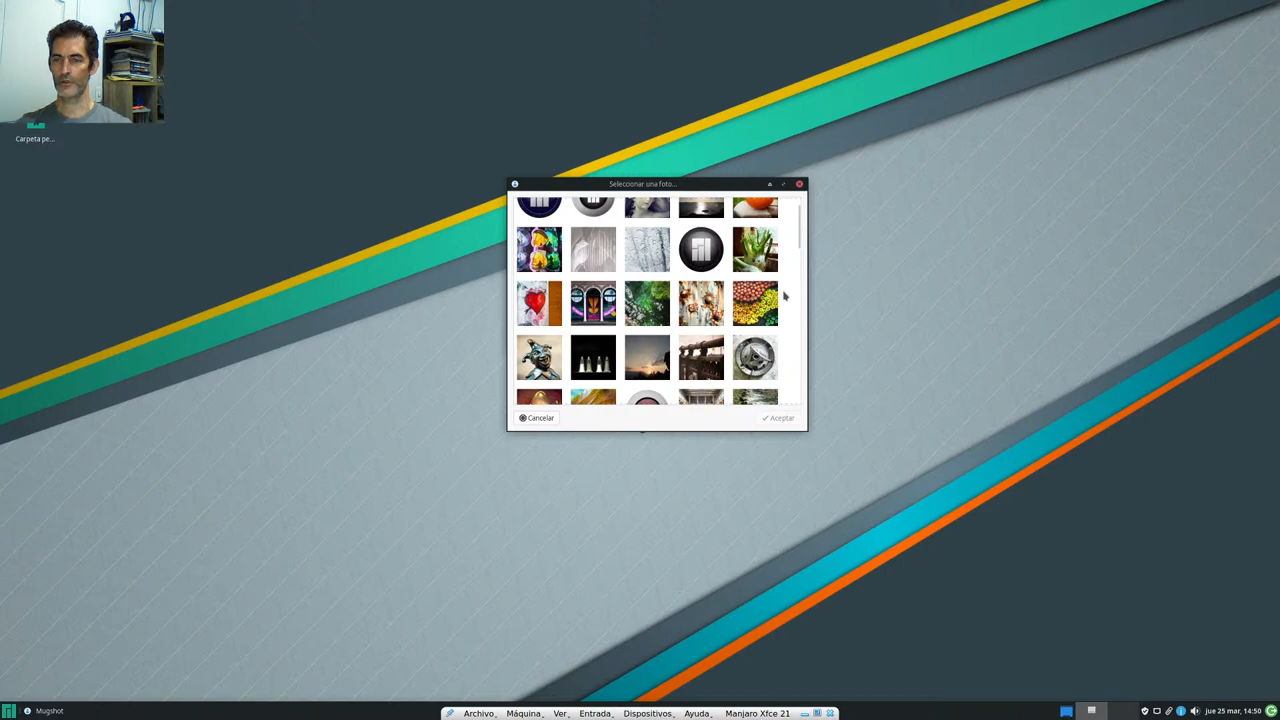 Carpeta pe...
Seleccionar una foto...
Cancelar
Aceptar
Mugshot
Archivo
Máquina
Ver
Entrada
Dispositivos
Ayuda
Manjaro Xfce 21
jue 25 mar, 14:50